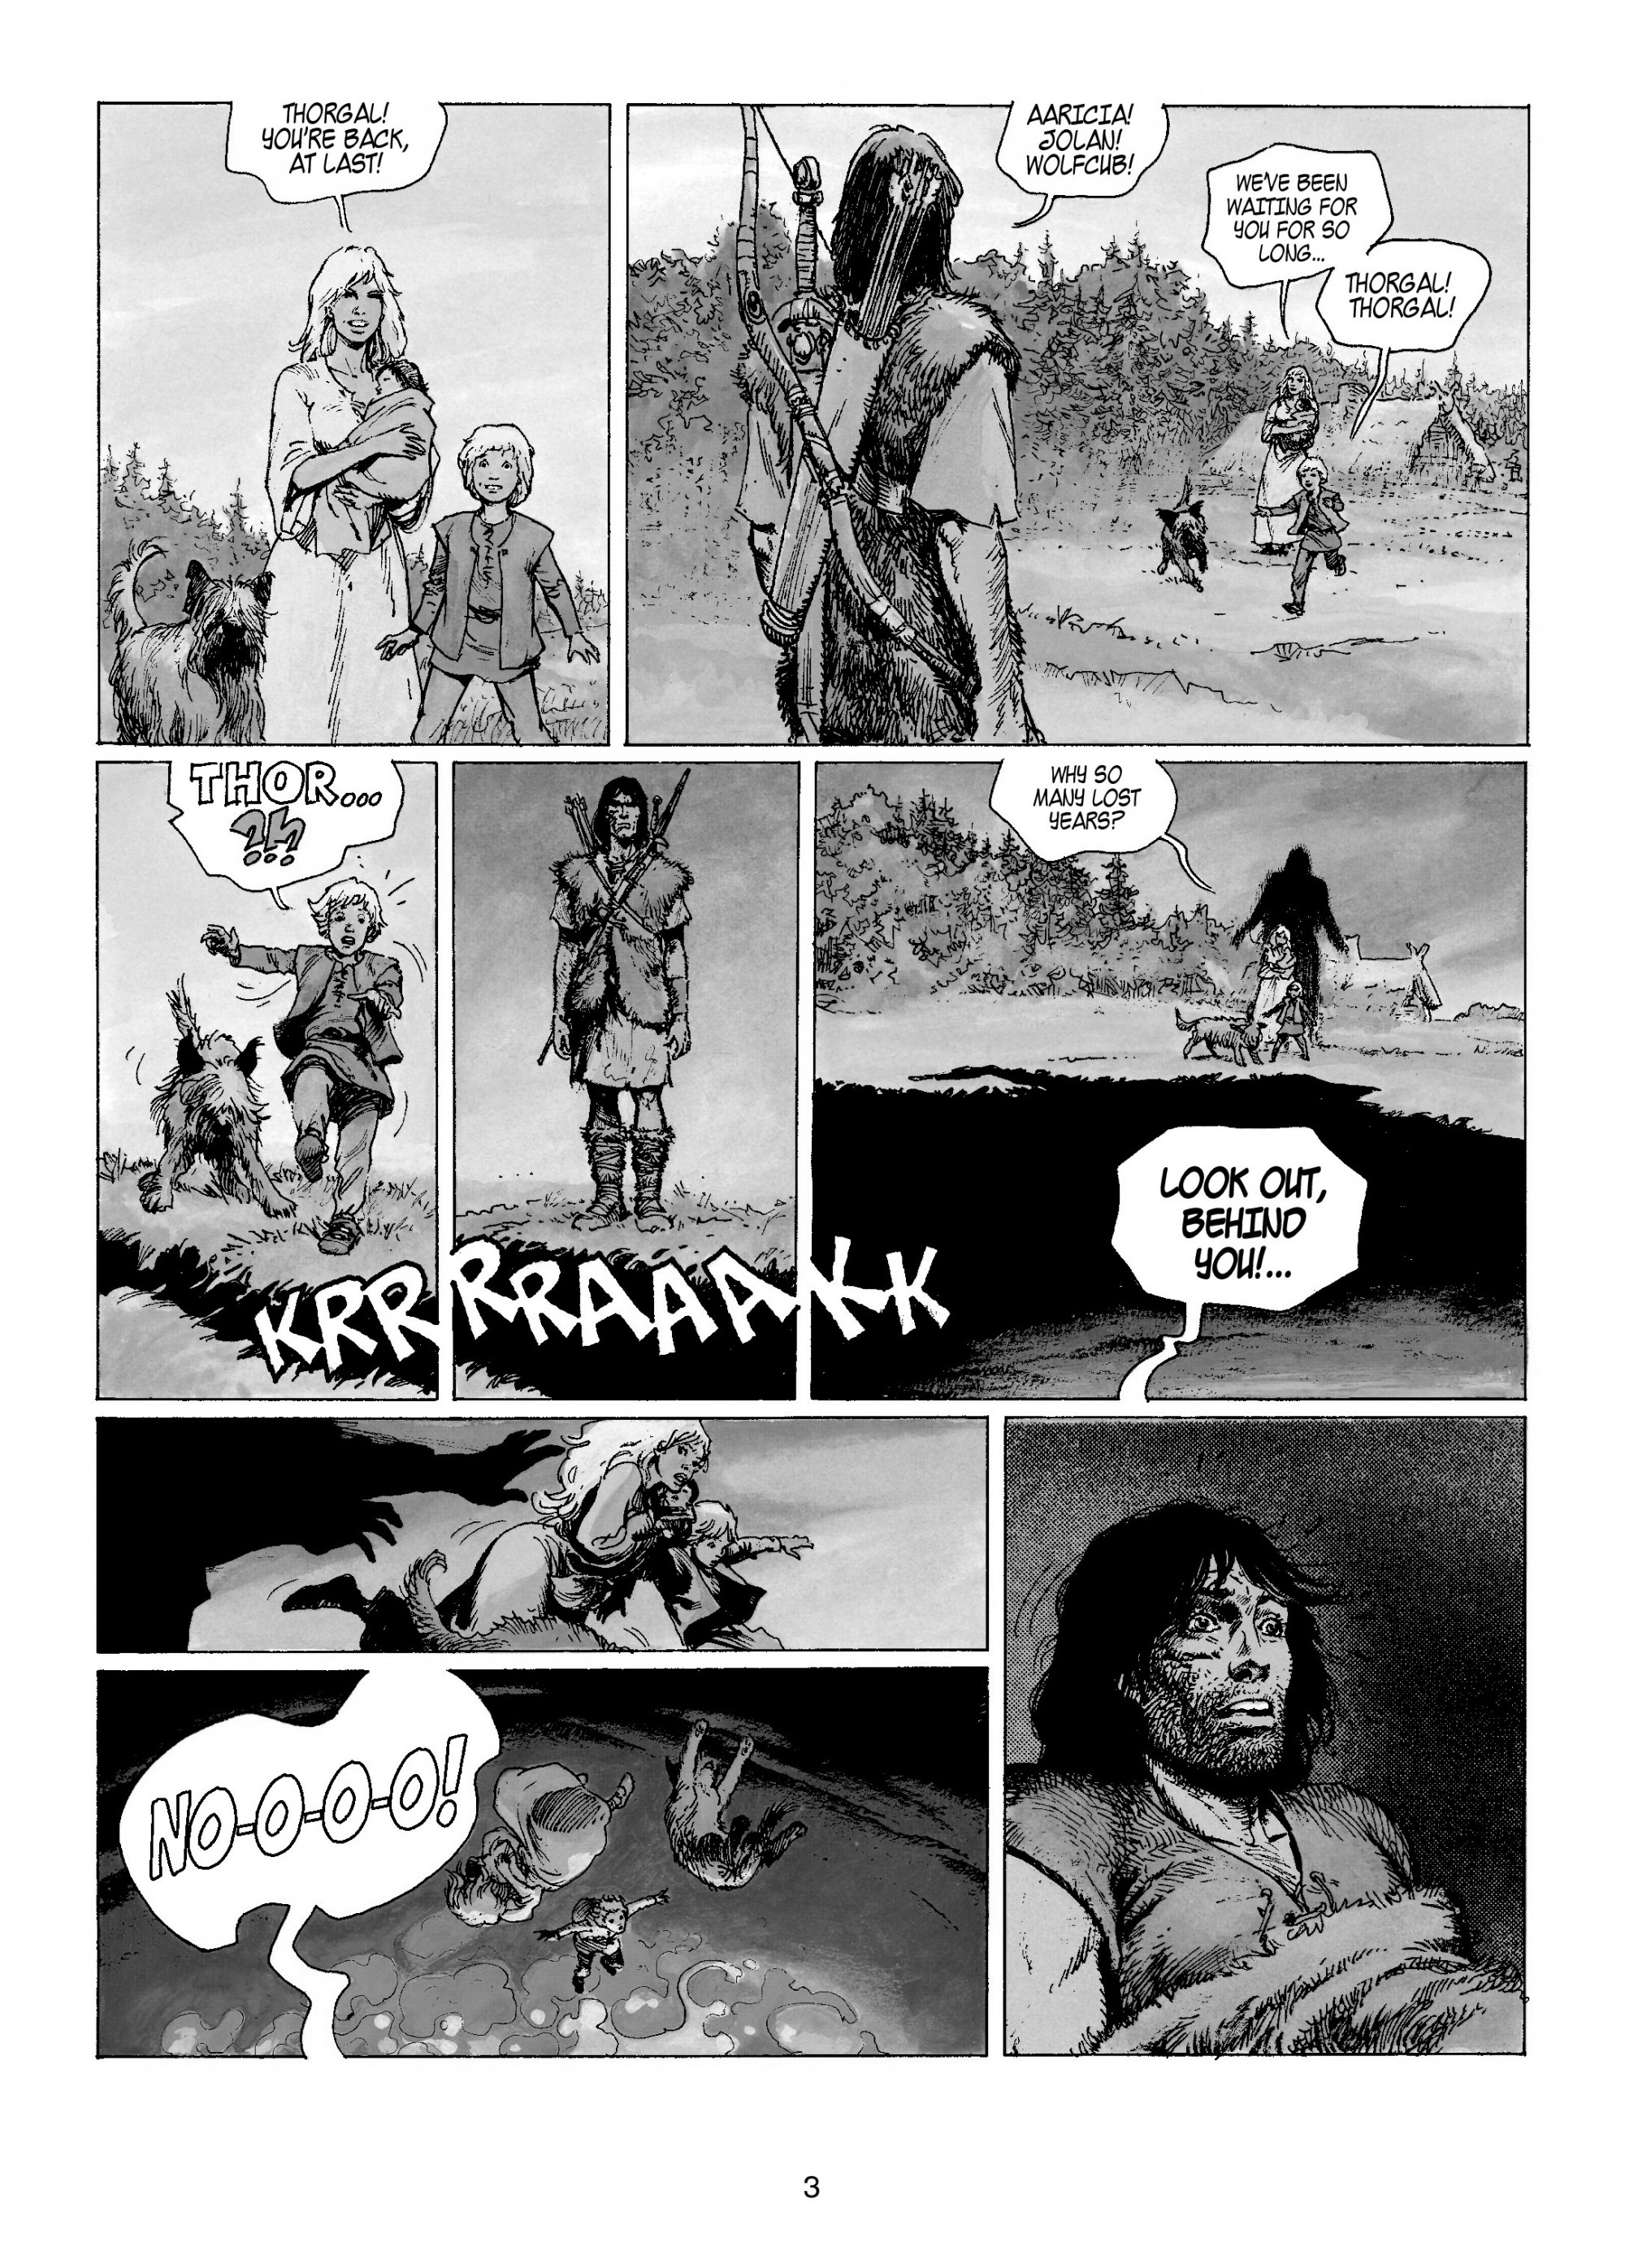 THORGAL!
YOU'RE BACK,
AT LAST!
AARICIA!
JOLAN!
WOLFCUB!
WE'VE BEEN
WAITING FOR
YOU FOR SO
LONG...
THORGAL!
THORGAL!
THOR...
?!?
WHY SO
MANY LOST
YEARS?
KRRRRRAAAAKK
LOOK OUT,
BEHIND
YOU!...
NO-O-O-O!
3